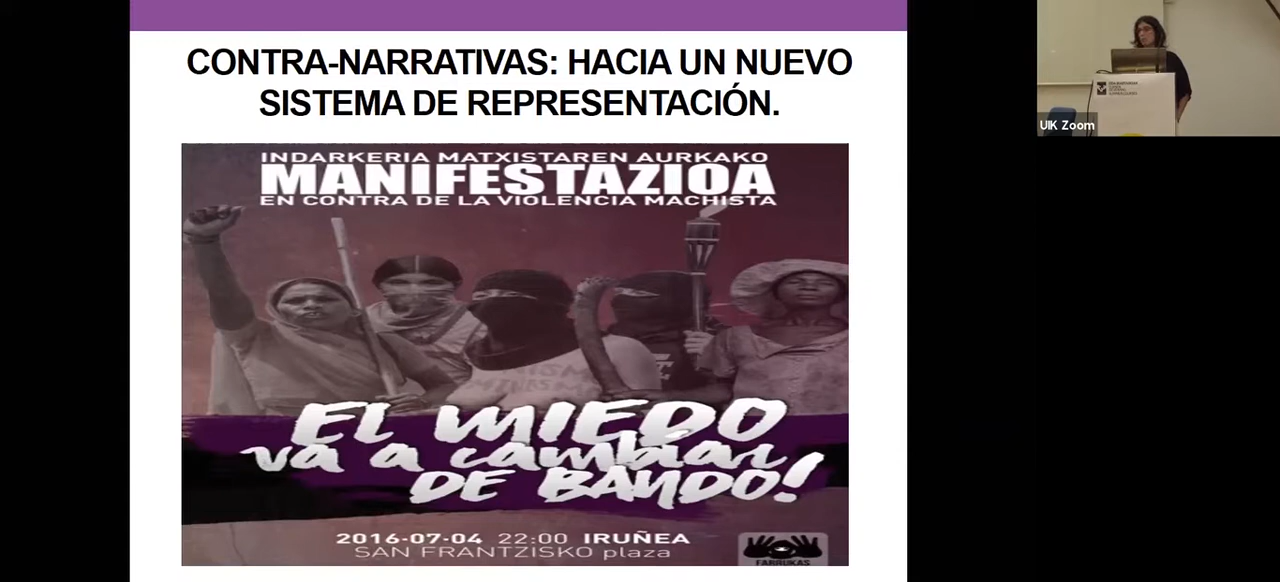 CONTRA-NARRATIVAS: HACIA UN NUEVO
SISTEMA DE REPRESENTACIÓN.
INDARKERIA MATXISTAREN AURKAKO
MANIFESTAZIOA
EN CONTRA DE LA VIOLENCIA MACHISTA
EL MIEDO
va a cambiar
DE BANDO!
2016-07-04 22:00 IRUÑEA
SAN FRANTZISKO plaza
FARRUKAS
UIK Zoom